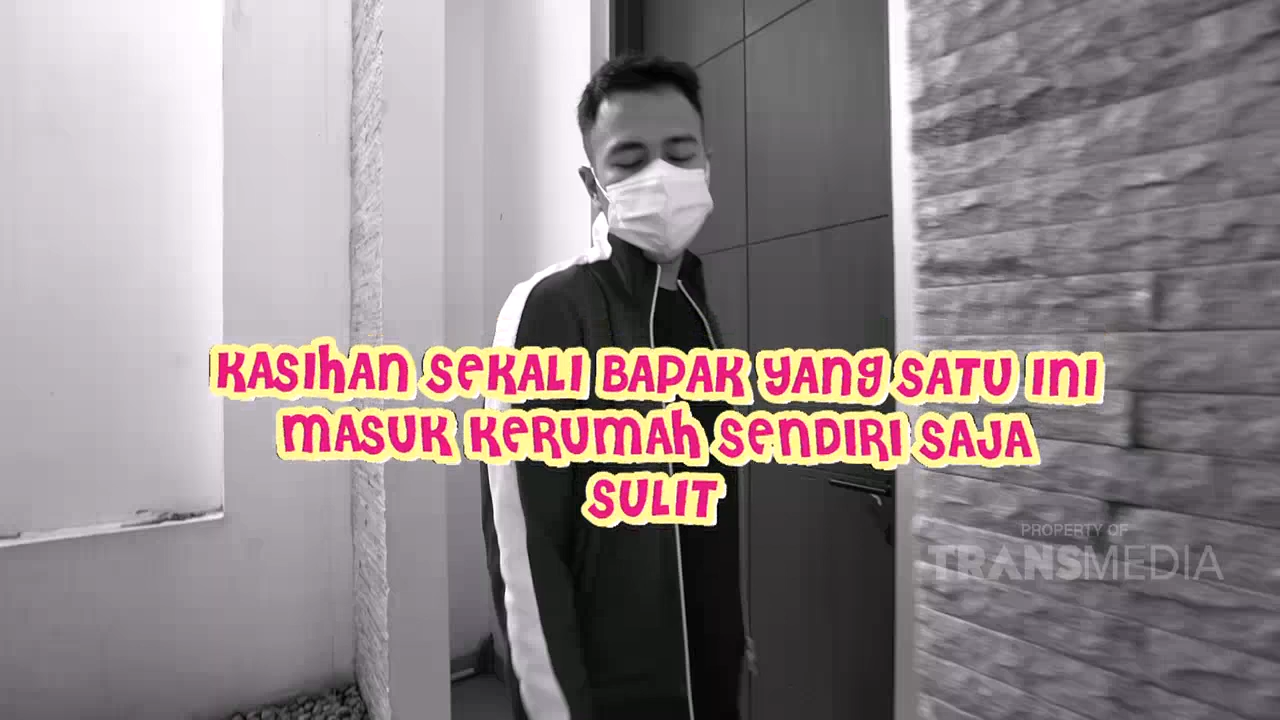 KASIHAN SEKALI BAPAK YANG SATU INI
MASUK KERUMAH SENDIRI SAJA
SULIT
PROPERTY OF
TRANSMEDIA